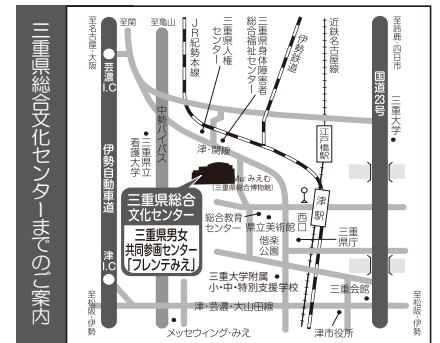 三重県総合文化センターまでのご案内
至名古屋・大阪
至関
至亀山
JR紀勢本線
三重県人権センター
三重県身体障害者総合福祉センター
伊勢鉄道
近鉄名古屋線
至鈴鹿・四日市
国道23号
芸濃I.C
中勢バイパス
三重県立看護大学
津・関線
江戸橋駅
三重大学
伊勢自動車道
Mu:みえむ
(三重県総合博物館)
三重県総合
文化センター
三重県男女
共同参画センター
「フレンテみえ」
総合教育
センター
県立美術館
偕楽
公園
西口
津駅
三重
県庁
津I.C
三重大学附属
小・中・特別支援学校
三重会館
津・芸濃・大山田線
至松阪・伊勢
メッセウィング・みえ
津市役所
至松阪・伊勢